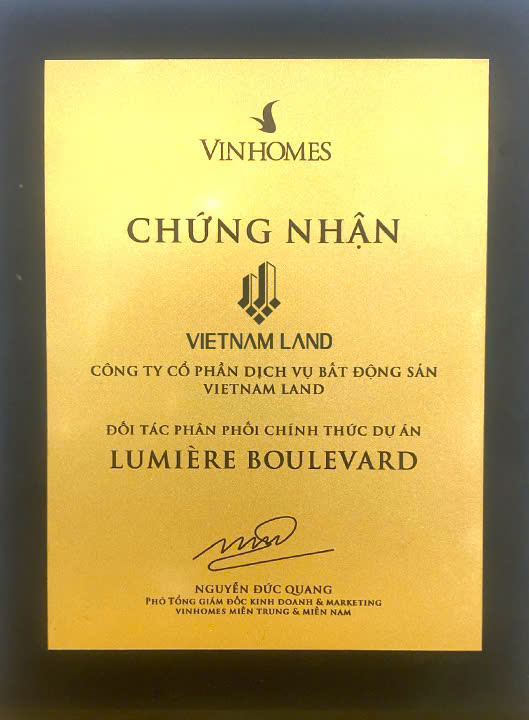 VINHOMES
CHỨNG NHẬN
VIETNAM LAND
CÔNG TY CỔ PHẦN DỊCH VỤ BẤT ĐỘNG SẢN
VIETNAM LAND
ĐỐI TÁC PHÂN PHỐI CHÍNH THỨC DỰ ÁN
LUMIÈRE BOULEVARD
NGUYỄN ĐỨC QUANG
PHÓ TỔNG GIÁM ĐỐC KINH DOANH & MARKETING
VINHOMES MIỀN TRUNG & MIỀN NAM